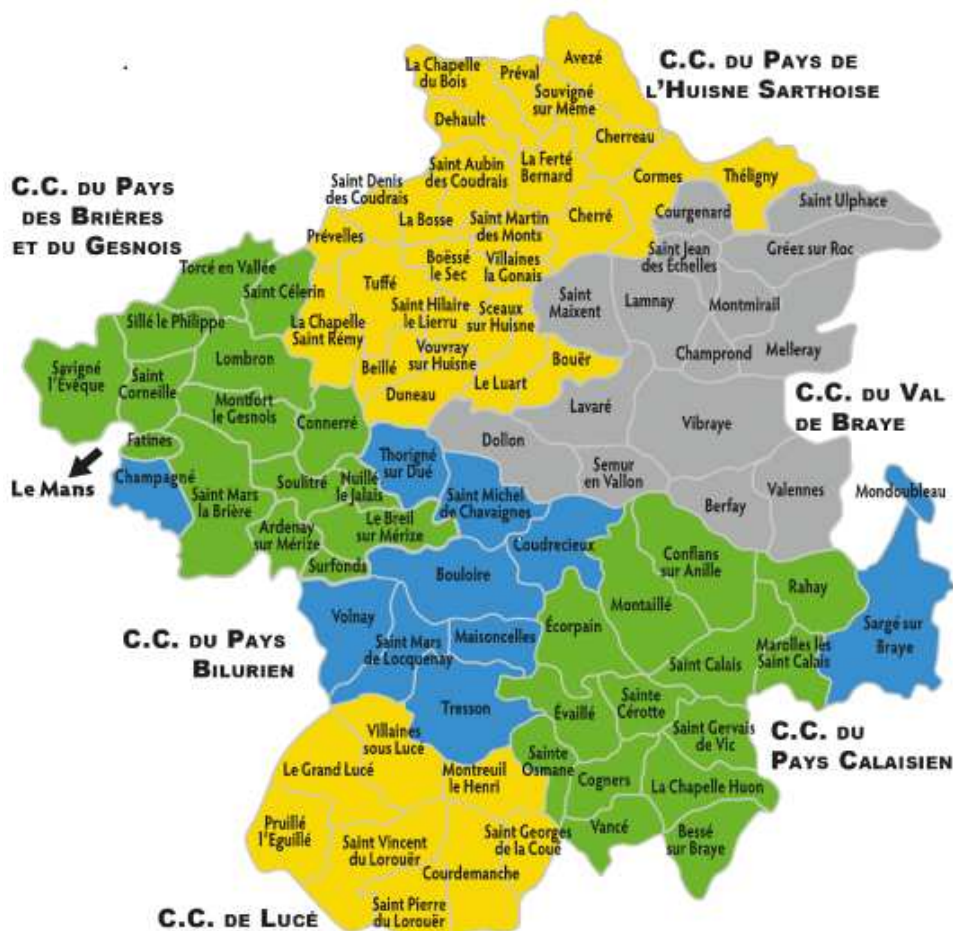 C.C. DU PAYS DE
L'HUISNE SARTHOISE
Avezé
La Chapelle
du Bois
Préval
Souvigné
sur Même
Dehault
Cherreau
Saint Aubin
des Coudrais
La Ferté
Bernard
Cormes
Théligny
Saint Denis
des Coudrais
La Bosse
Saint Martin
des Monts
Cherré
Courgenard
Saint Ulphace
C.C. DU PAYS
DES BRIÈRES
ET DU GESNOIS
Prévelles
Boëssé
le Sec
Villaines
la Gonais
Saint Jean
des Échelles
Gréez sur Roc
Torcé en Vallée
Saint Célerin
Tuffé
Saint Hilaire
le Lierru
Sceaux
sur Huisne
Saint
Maixent
Lamnay
Montmirail
Sillé le Philippe
La Chapelle
Saint Rémy
Vouvray
sur Huisne
Beillé
Bouër
Champrond
Melleray
Savigné
l'Evêque
Saint
Corneille
Lombron
Duneau
Le Luart
Montfort
le Gesnois
Connerré
Lavaré
Vibraye
C.C. DU VAL
DE BRAYE
Fatines
Dollon
Le Mans
Champagné
Thorigné
sur Dué
Semur
en Vallon
Valennes
Mondoubleau
Soulitré
Nuillé
le Jalais
Saint Mars
la Brière
Saint Michel
de Chavaignes
Berfay
Ardenay
sur Mérize
Le Breil
sur Mérize
Coudrecieux
Conflans
sur Anille
Surfonds
Bouloire
Rahay
Volnay
Montaillé
Écorpain
Sargé sur
Braye
C.C. DU PAYS
BILURIEN
Saint Mars
de Locquenay
Maisoncelles
Saint Calais
Marolles les
Saint Calais
Tresson
Évaillé
Sainte
Cérotte
Saint Gervais
de Vic
C.C. DU
PAYS CALAISIEN
Villaines
sous Lucé
Le Grand Lucé
Montreuil
le Henri
Sainte
Osmane
Cogners
La Chapelle Huon
Pruillé
l'Eguillé
Saint Vincent
du Lorouër
Saint Georges
de la Coué
Vancé
Bessé
sur Braye
Courdemanche
Saint Pierre
du Lorouër
C.C. DE LUCÉ